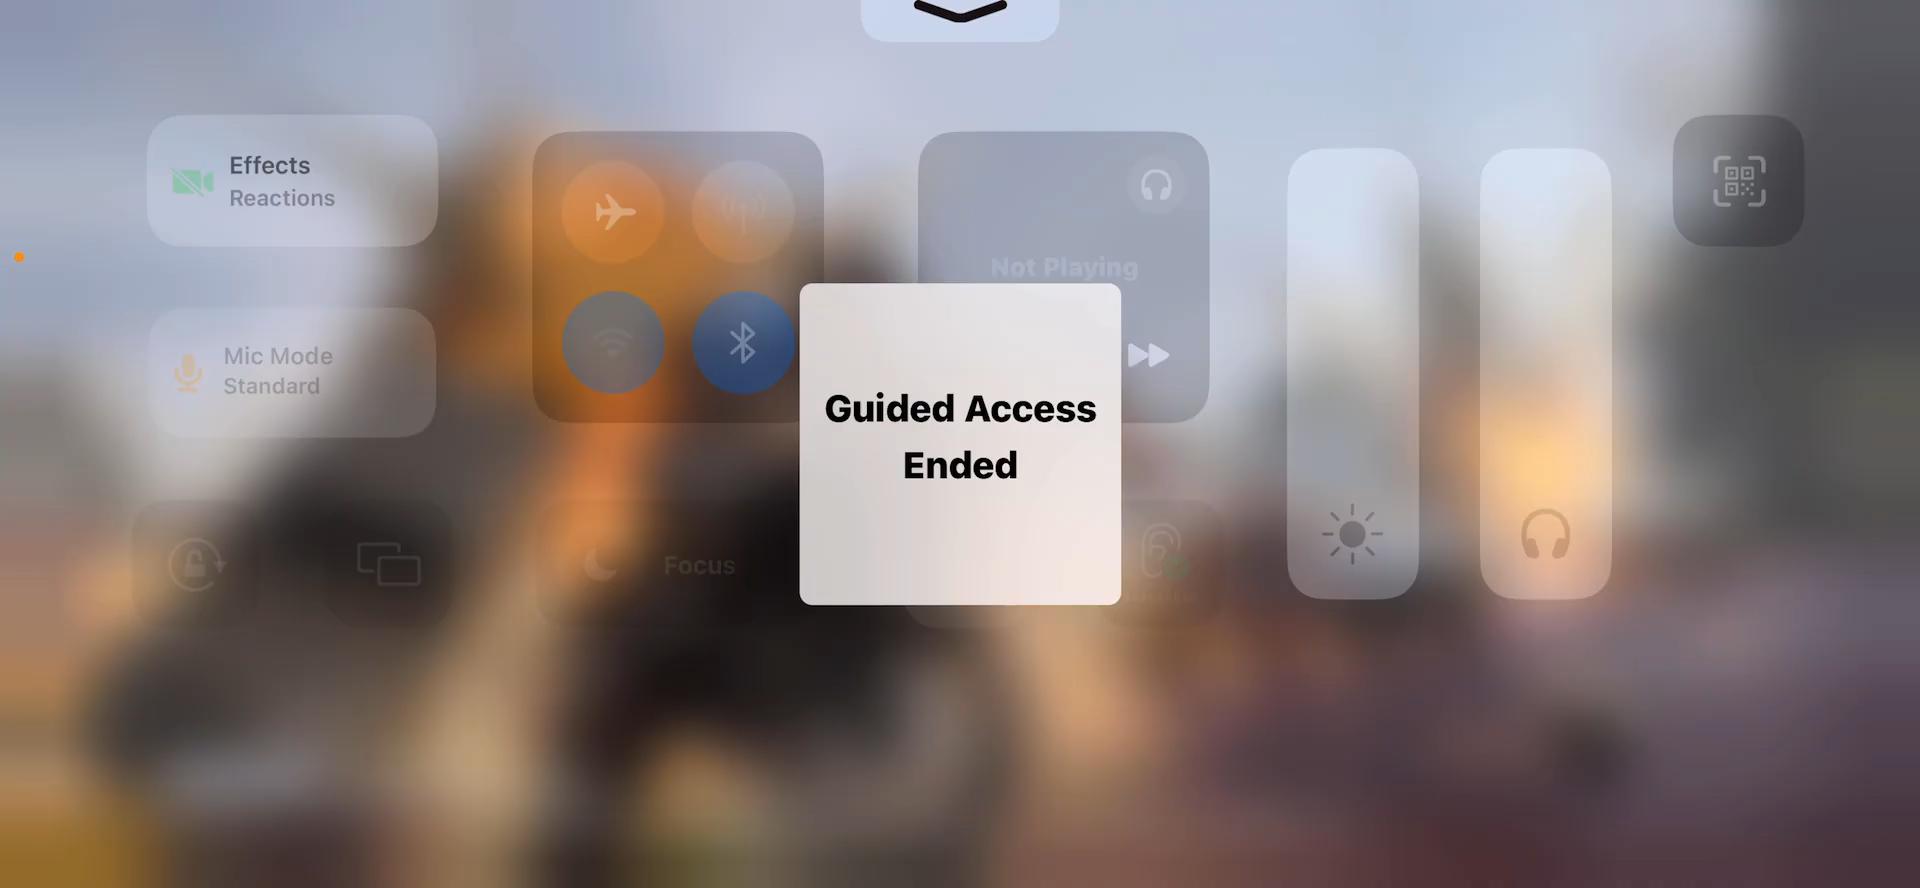 Effects
Reactions
Not Playing
Mic Mode
Standard
Guided Access
Ended
Focus